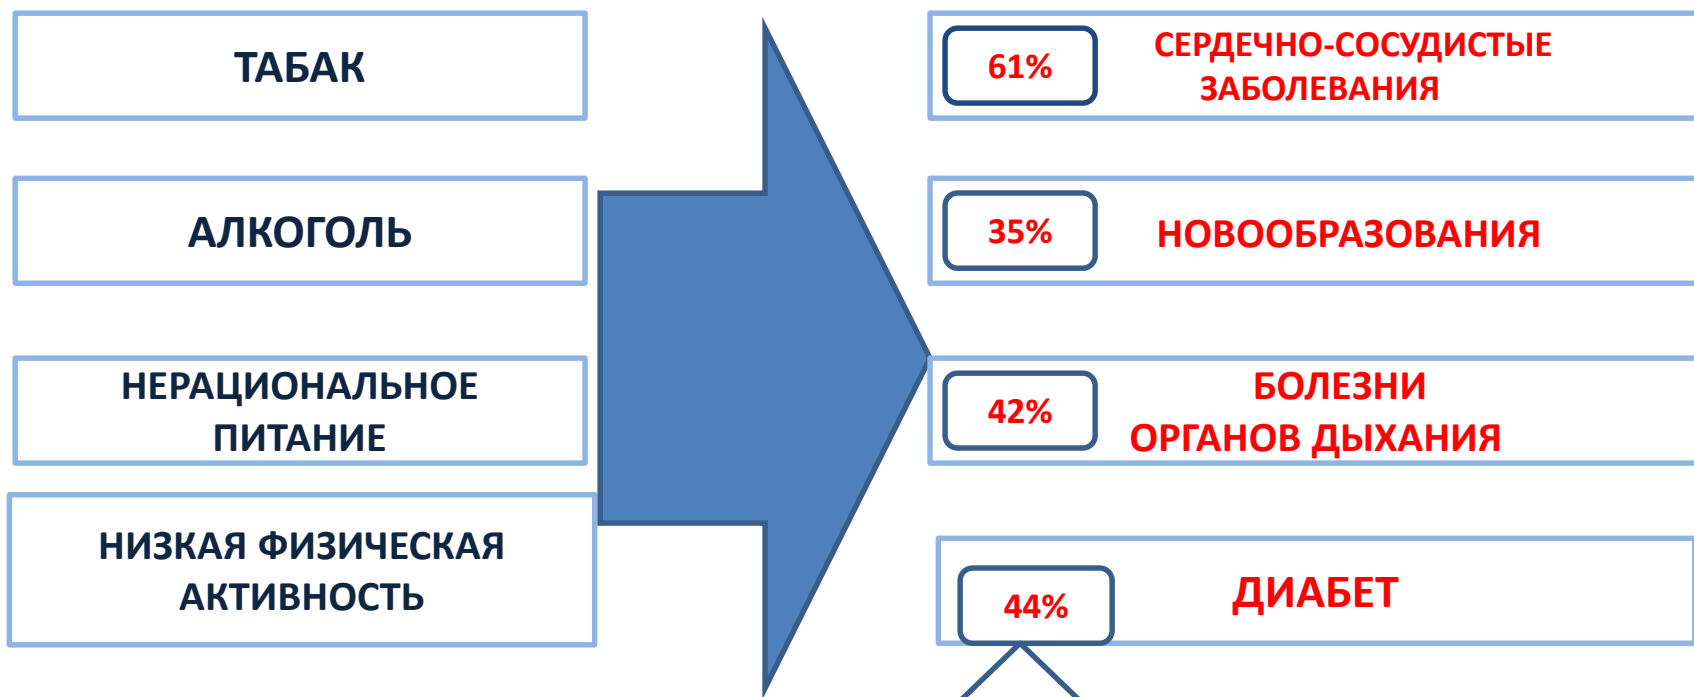 ТАБАК
АЛКОГОЛЬ
НЕРАЦИОНАЛЬНОЕ
ПИТАНИЕ
НИЗКАЯ ФИЗИЧЕСКАЯ
АКТИВНОСТЬ
61%
СЕРДЕЧНО-СОСУДИСТЫЕ
ЗАБОЛЕВАНИЯ
35%
НОВООБРАЗОВАНИЯ
42%
БОЛЕЗНИ
ОРГАНОВ ДЫХАНИЯ
44%
ДИАБЕТ